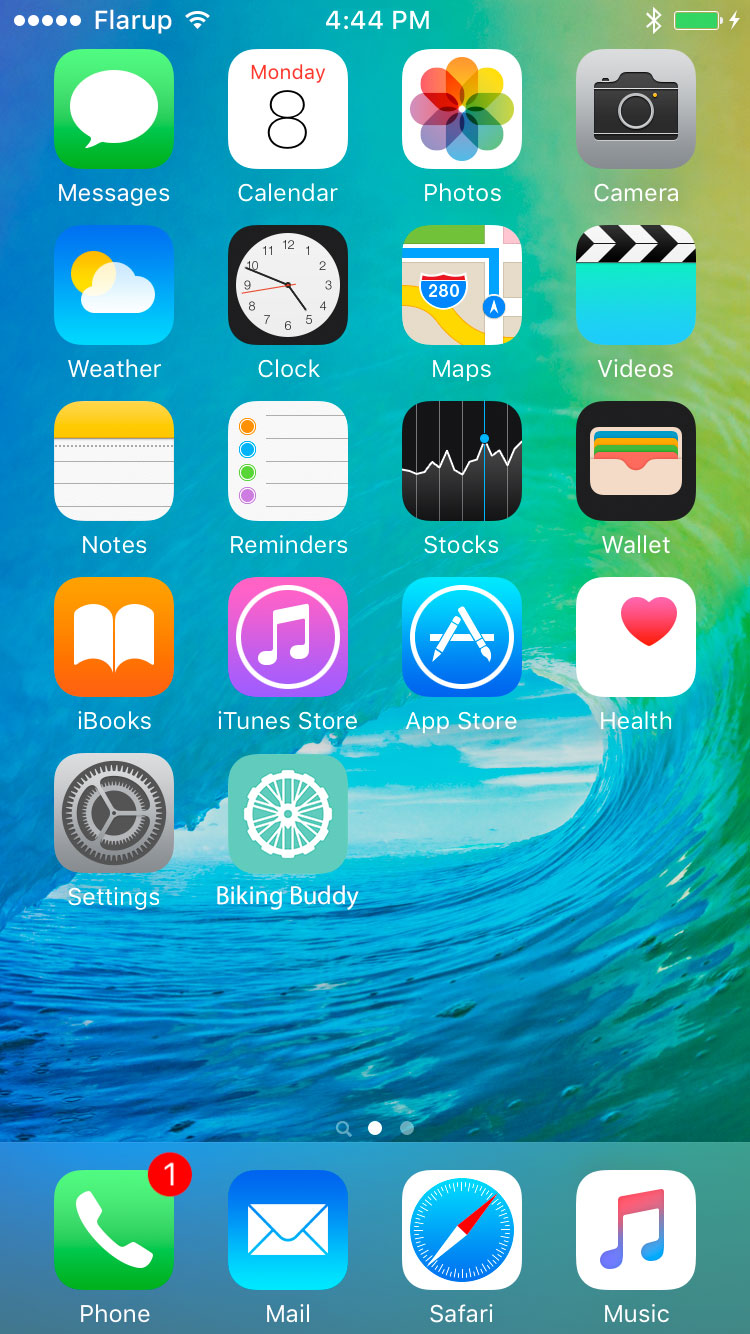 Flarup 4:44 PM
Monday
8
Messages Calendar Photos Camera
12
11 1
10 2
9 3
8 4
7 5
6
280
Weather Clock Maps Videos
Notes Reminders Stocks Wallet
iBooks iTunes Store App Store Health
Settings Biking Buddy
1
Phone Mail Safari Music